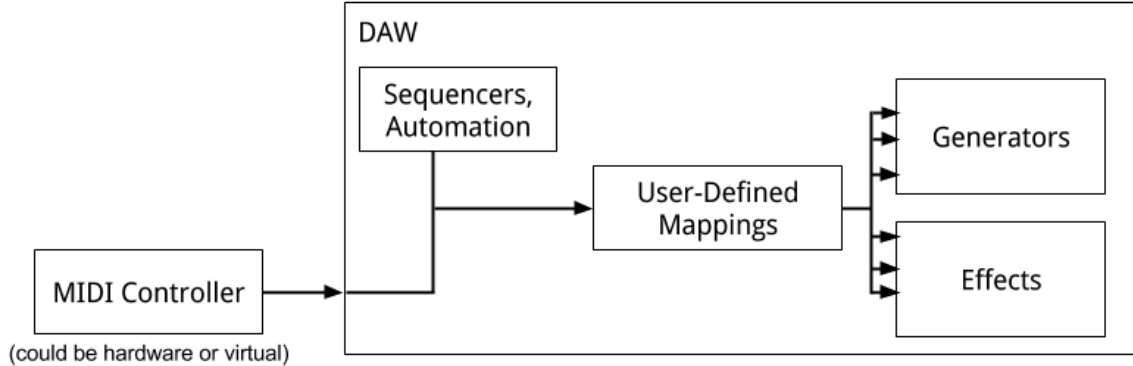 DAW
Sequencers,
Automation
Generators
User-Defined
Mappings
Effects
MIDI Controller
(could be hardware or virtual)